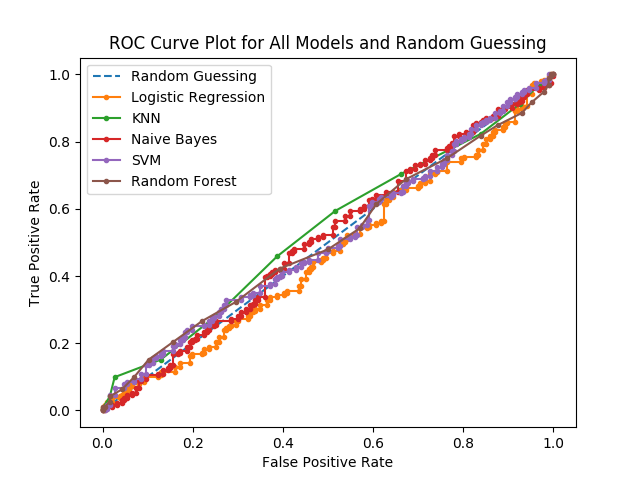 ROC Curve Plot for All Models and Random Guessing
1.0
0.8
0.6
0.4
0.2
0.0
True Positive Rate
Random Guessing
Logistic Regression
KNN
Naive Bayes
SVM
Random Forest
0.0 0.2 0.4 0.6 0.8 1.0
False Positive Rate